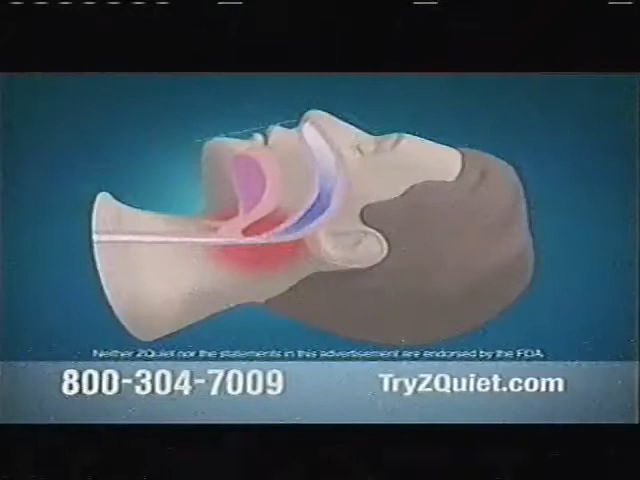 Neither ZQuiet nor the statements in this advertisement are endorsed by the FDA
800-304-7009
TryZQuiet.com